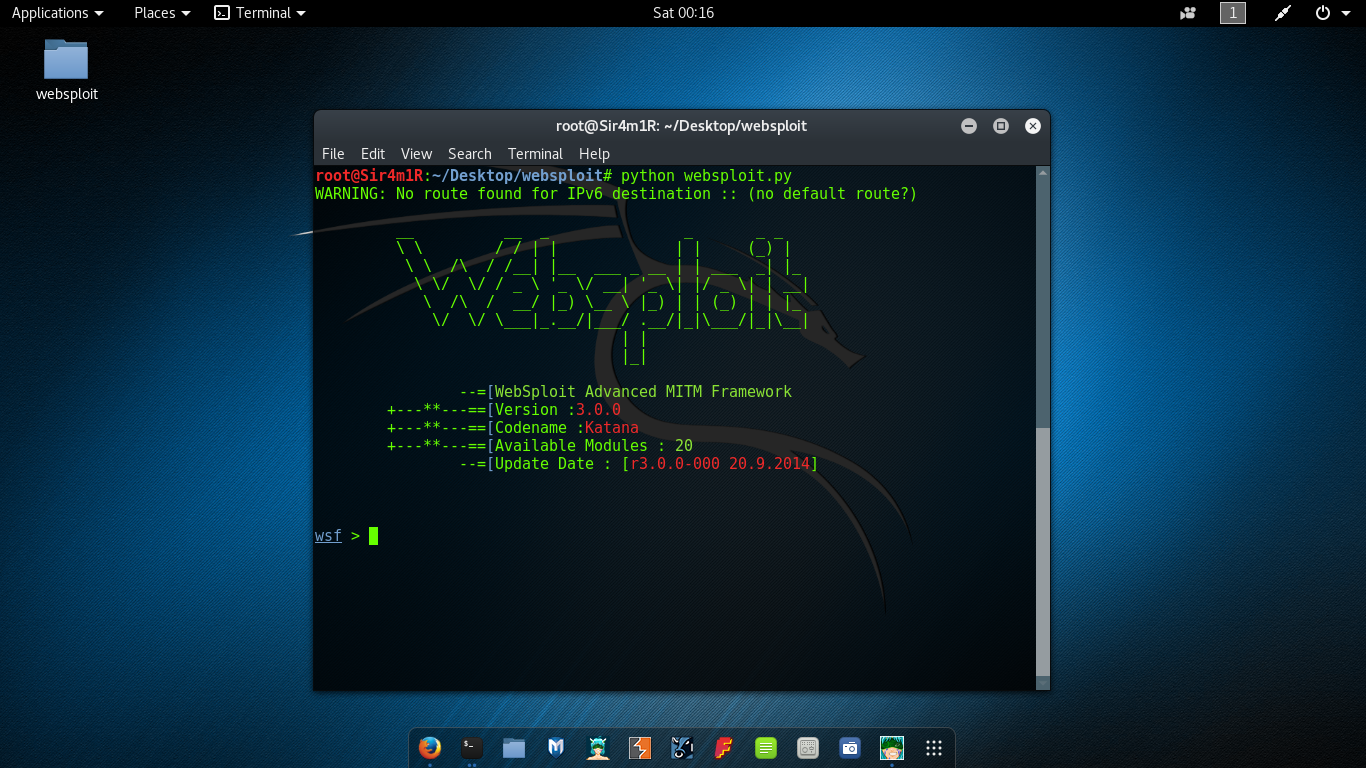 Applications Places Terminal Sat 00:16 1
websploit
root@Sir4m1R: ~/Desktop/websploit
File Edit View Search Terminal Help
root@Sir4m1R:~/Desktop/websploit# python websploit.py
WARNING: No route found for IPv6 destination :: (no default route?)
Websploit
--=[WebSploit Advanced MITM Framework
+---**---==[Version :3.0.0
+---**---==[Codename :Katana
+---**---==[Available Modules : 20
--=[Update Date : [r3.0.0-000 20.9.2014]
wsf >